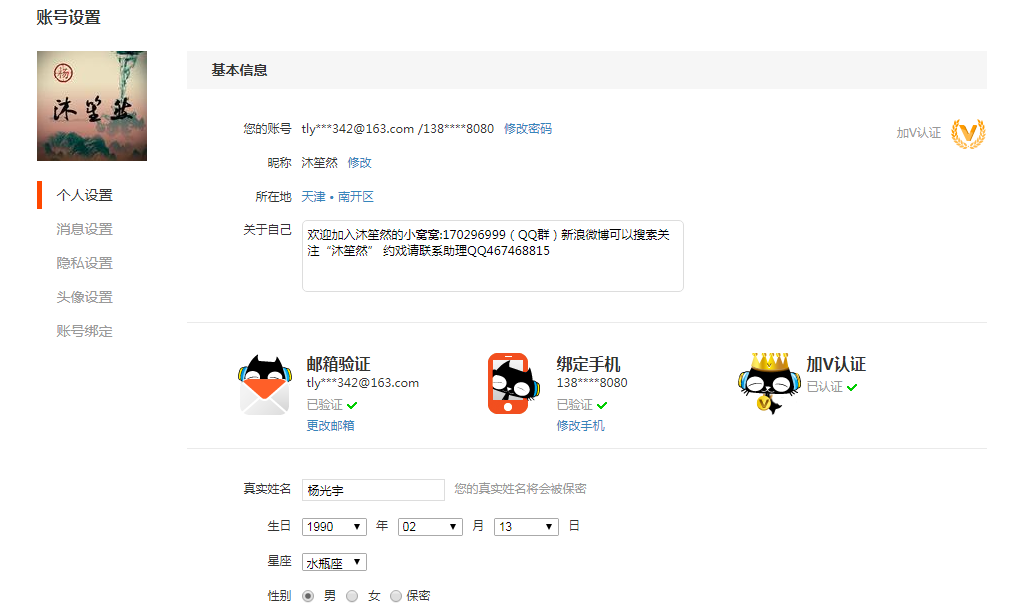 账号设置
杨
沐笙然
个人设置
消息设置
隐私设置
头像设置
账号绑定
基本信息
您的账号 tly***342@163.com /138****8080 修改密码
加V认证
昵称 沐笙然 修改
所在地 天津 • 南开区
关于自己 欢迎加入沐笙然的小窝窝:170296999（QQ群）新浪微博可以搜索关
注“沐笙然” 约戏请联系助理QQ467468815
邮箱验证
tly***342@163.com
已验证
更改邮箱
绑定手机
138****8080
已验证
修改手机
加V认证
已认证
真实姓名 杨光宇 您的真实姓名将会被保密
生日 1990 年 02 月 13 日
星座 水瓶座
性别 男 女 保密